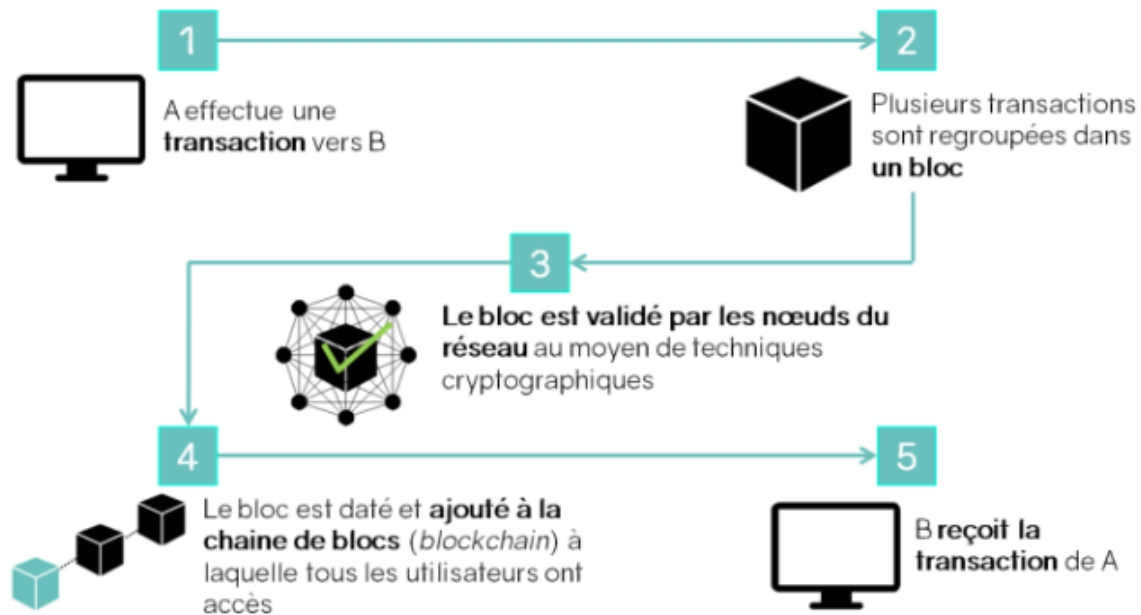 1
2
A effectue une
transaction vers B
Plusieurs transactions
sont regroupées dans
un bloc
3
Le bloc est validé par les nœuds du
réseau au moyen de techniques
cryptographiques
4
5
Le bloc est daté et ajouté à la
chaine de blocs (blockchain) à
laquelle tous les utilisateurs ont
accès
B reçoit la
transaction de A